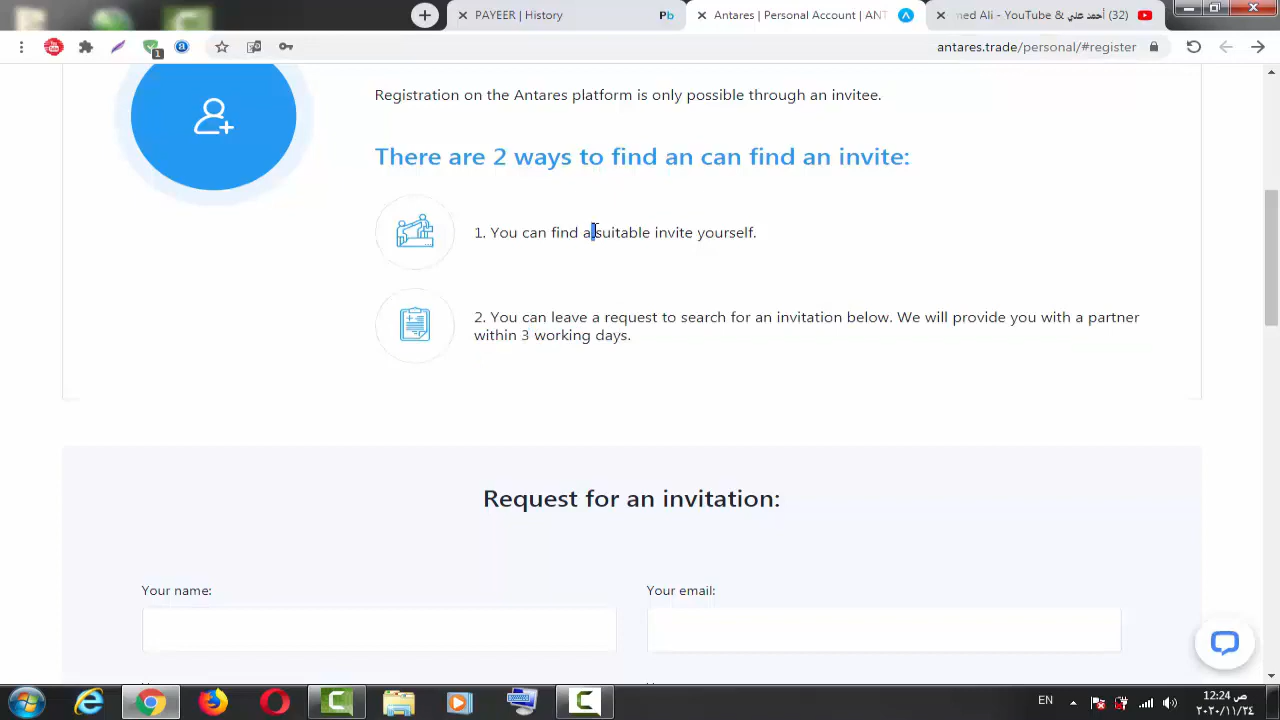 PAYEER | Histo
Pb
Antares | Personal Account | ANT
ned Ali - YouTube & أحمد علي (32)
1
antares.trade/personal/#register
Registration on the Antares platform is only possible through an invitee.
There are 2 ways to find an can find an invite:
1. You can find a suitable invite yourself.
2. You can leave a request to search for an invitation below. We will provide you with a partner
within 3 working days.
Request for an invitation:
Your name:
Your email:
EN
12:24 ص
٢٠٢٠/١١/٢٤